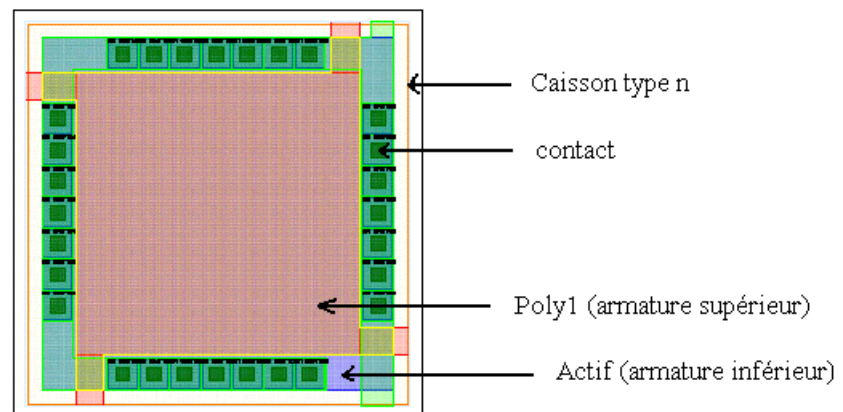 Caisson type n
contact
Poly1 (armature supérieur)
Actif (armature inférieur)